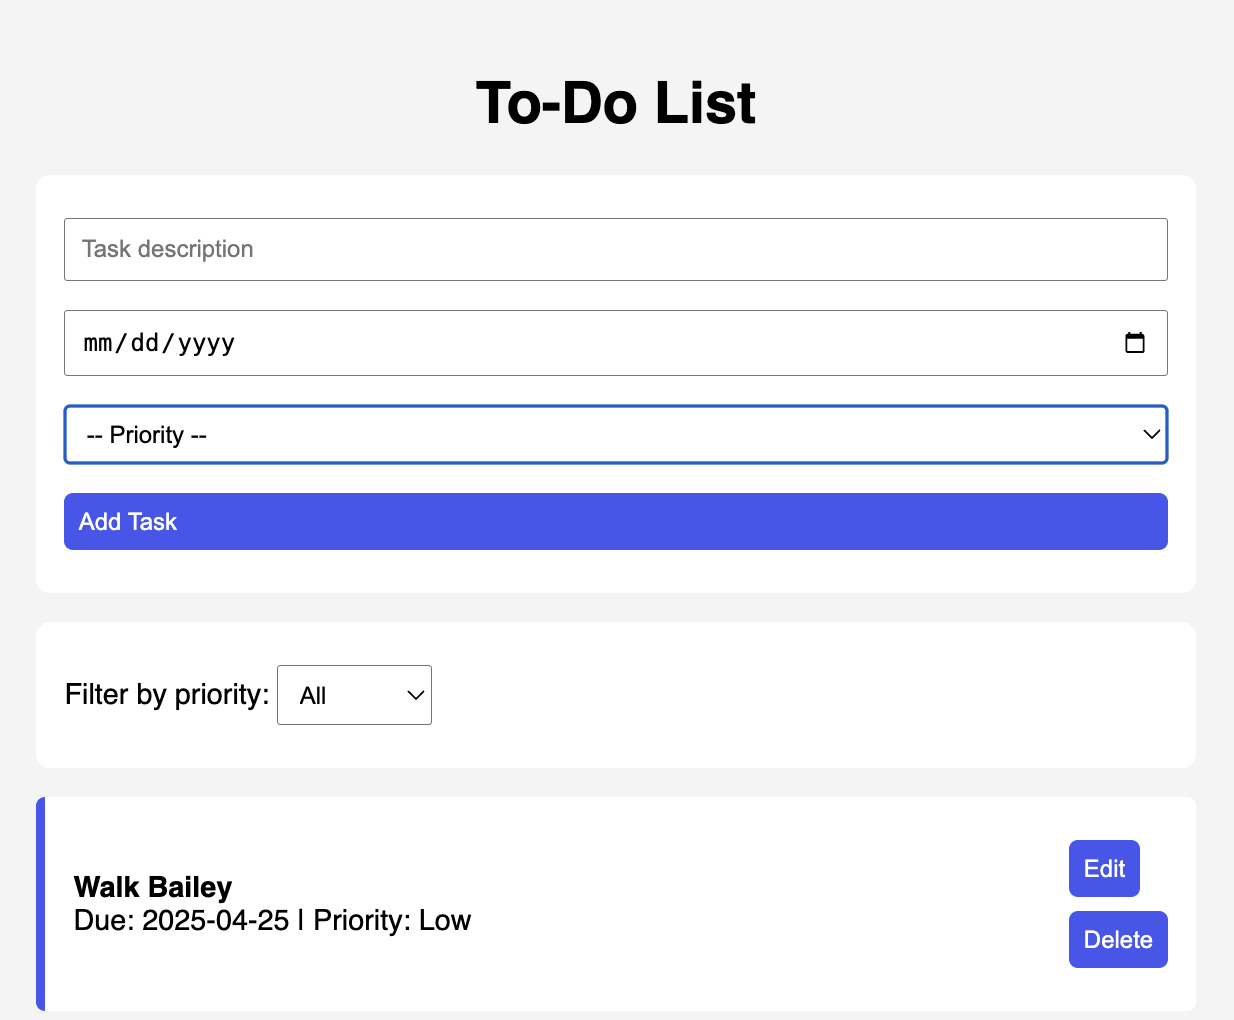 To-Do List
Task description
mm/dd/yyyy
-- Priority --
Add Task
Filter by priority: All
Walk Bailey
Due: 2025-04-25 | Priority: Low
Edit
Delete